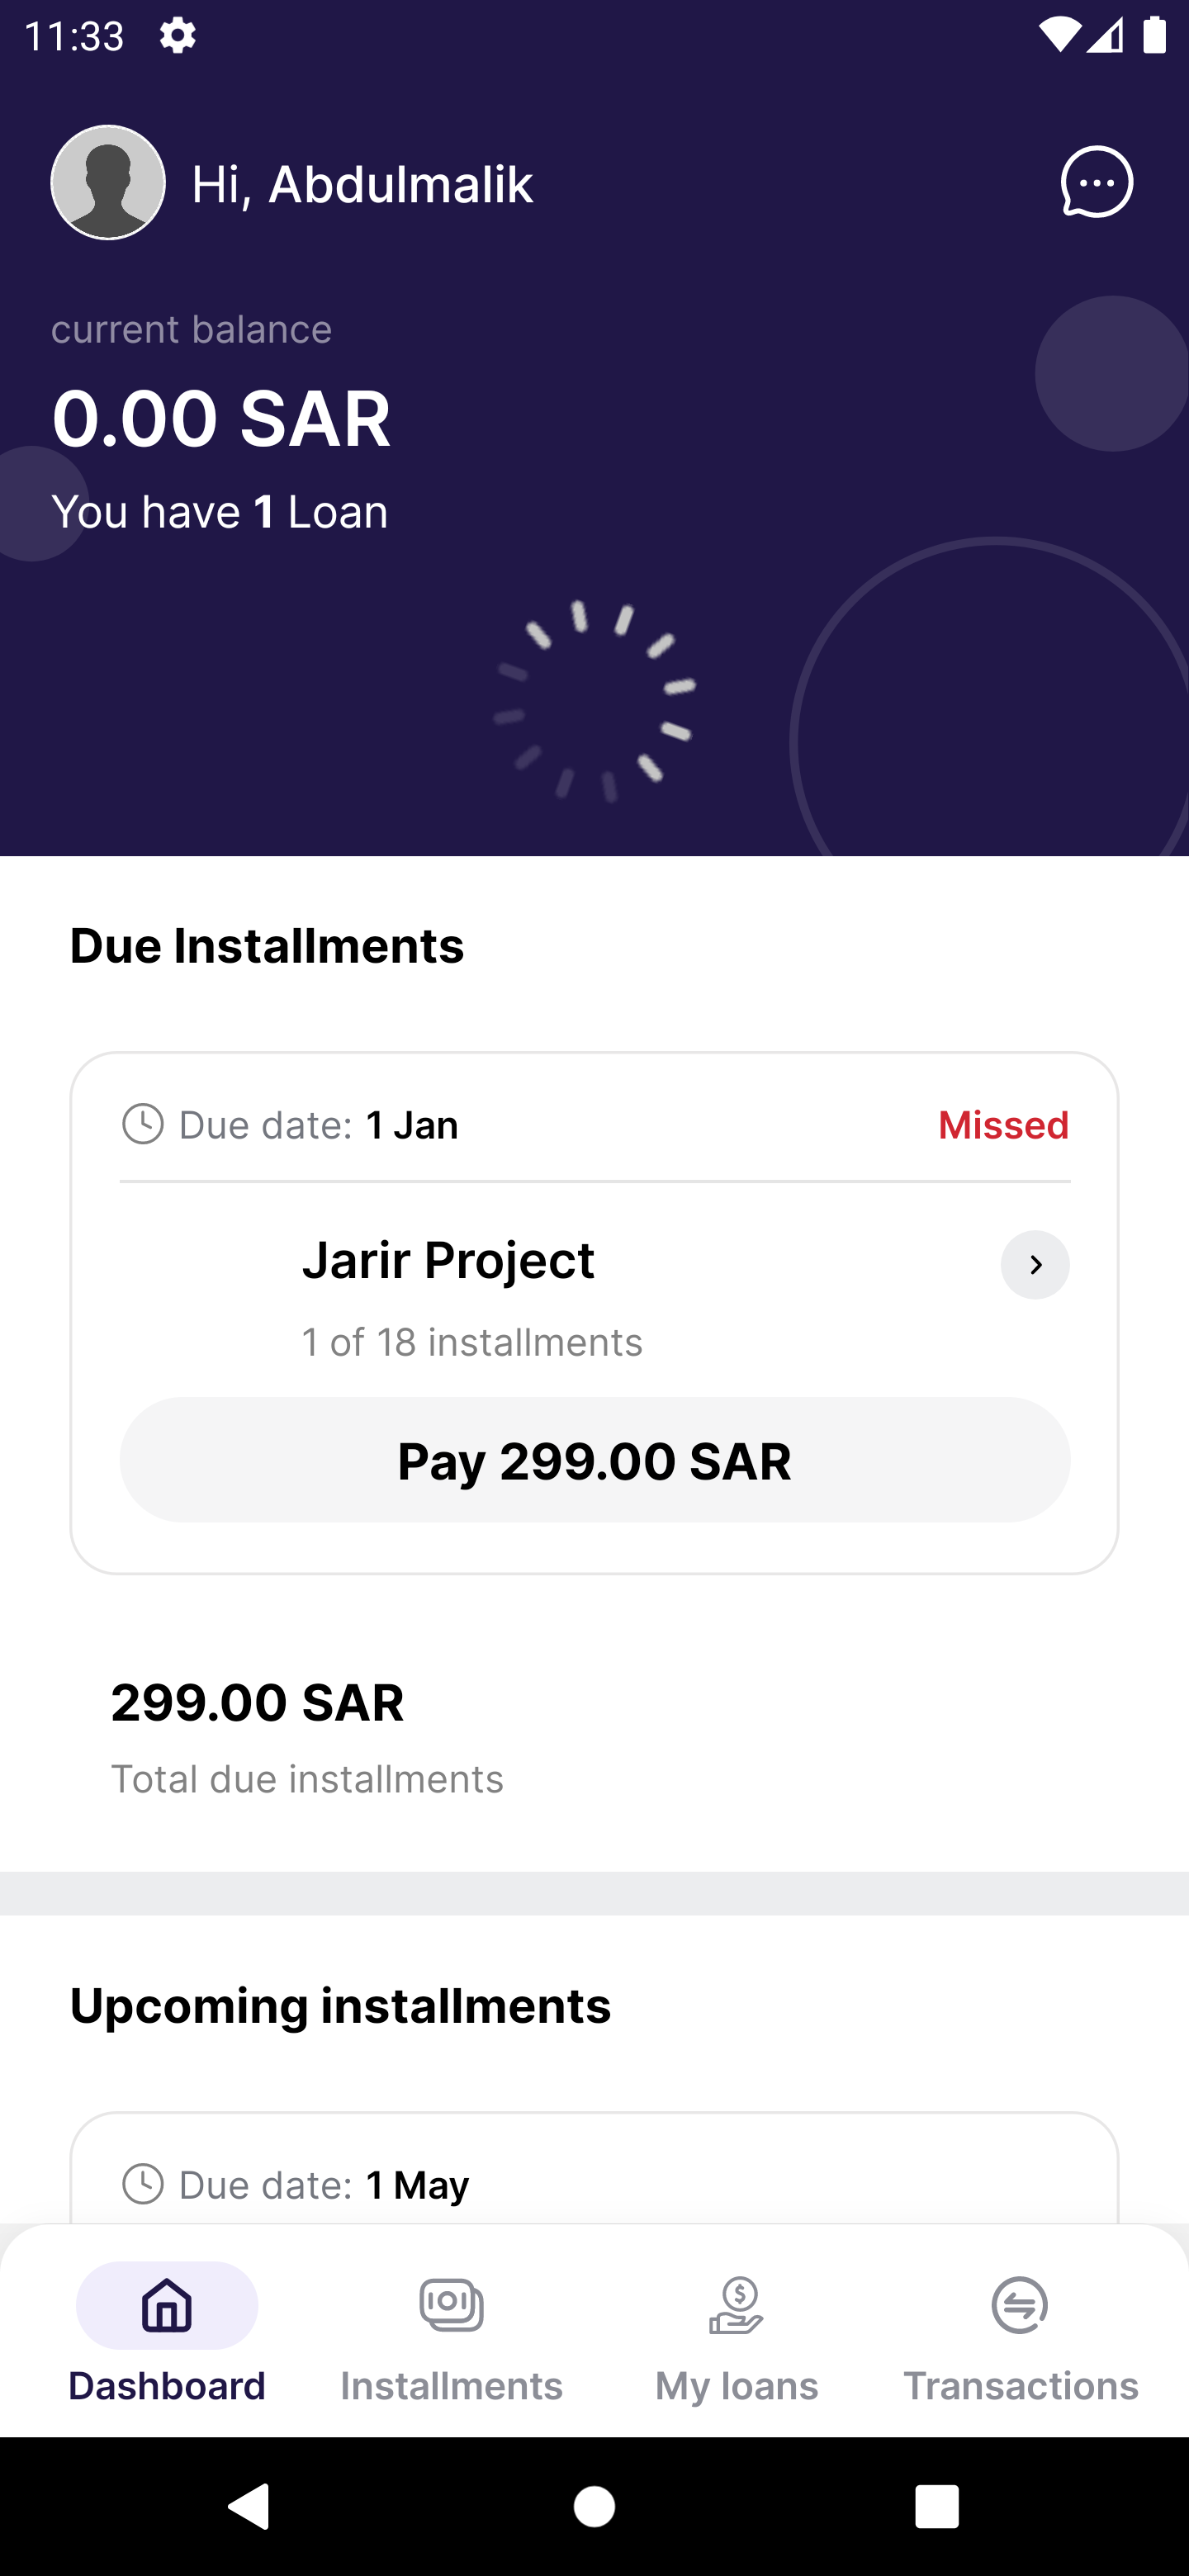 11:33
Hi, Abdulmalik
current balance
0.00 SAR
You have 1 Loan
Due Installments
Due date: 1 Jan
Missed
Jarir Project
1 of 18 installments
Pay 299.00 SAR
299.00 SAR
Total due installments
Upcoming installments
Due date: 1 May
Dashboard
Installments
My loans
Transactions